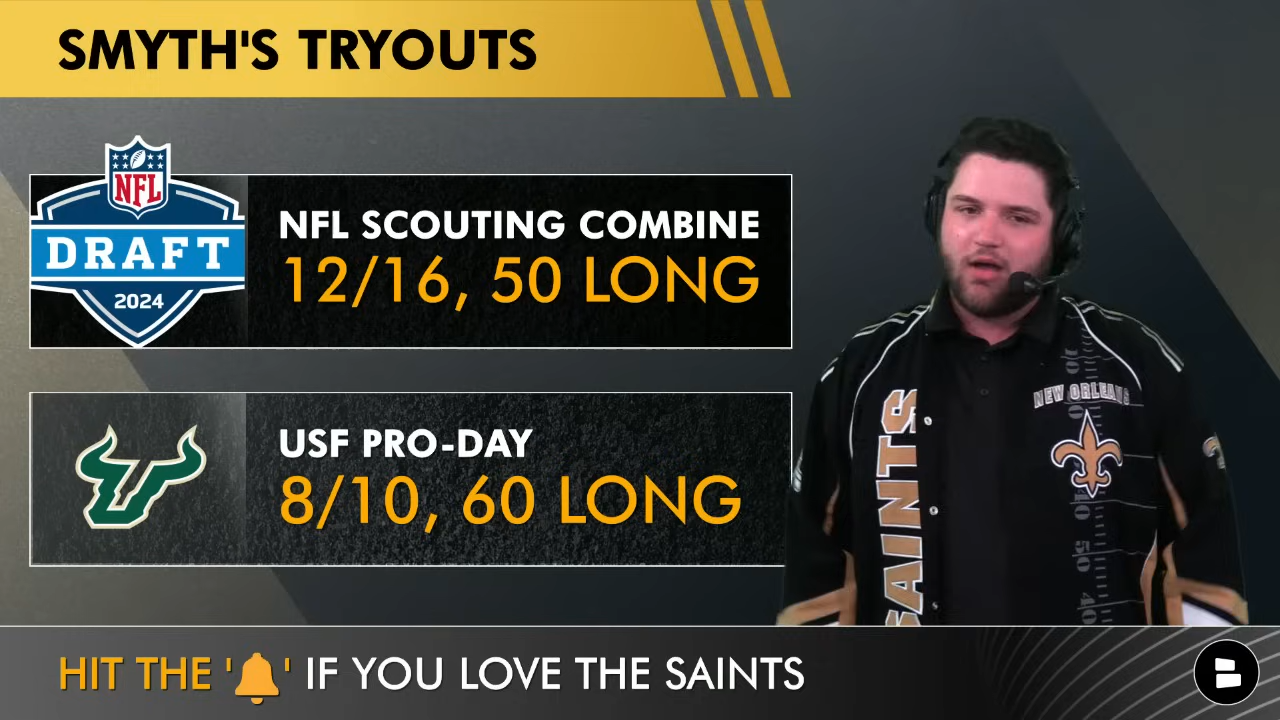 SMYTH'S TRYOUTS
NFL
DRAFT
2024
NFL SCOUTING COMBINE
12/16, 50 LONG
USF PRO-DAY
8/10, 60 LONG
SAINTS
NEW ORLEANS
50
HIT THE '🔔' IF YOU LOVE THE SAINTS